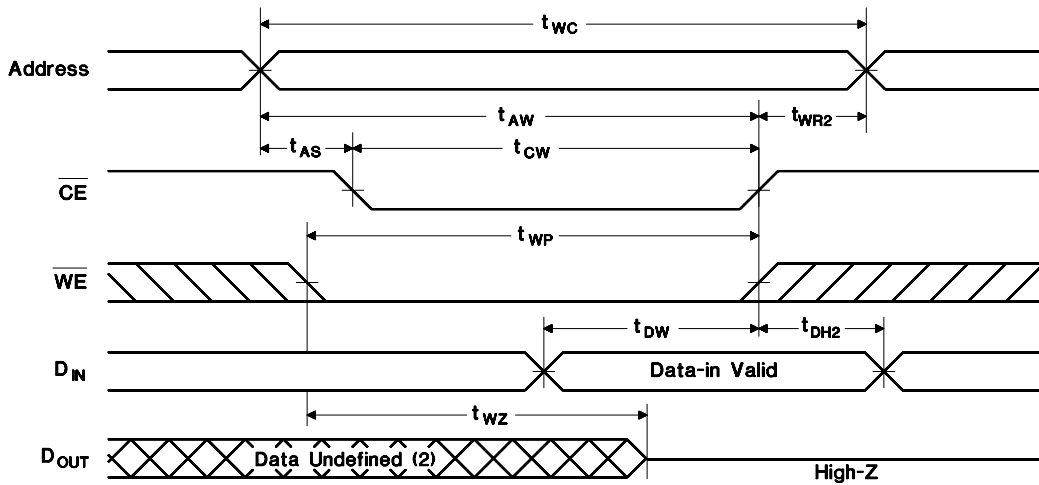 tWC
Address
tAW
tWR2
tAS
tCW
CE
tWP
WE
tDW
tDH2
DIN
Data-in Valid
tWZ
DOUT
Data Undefined (2)
High-Z